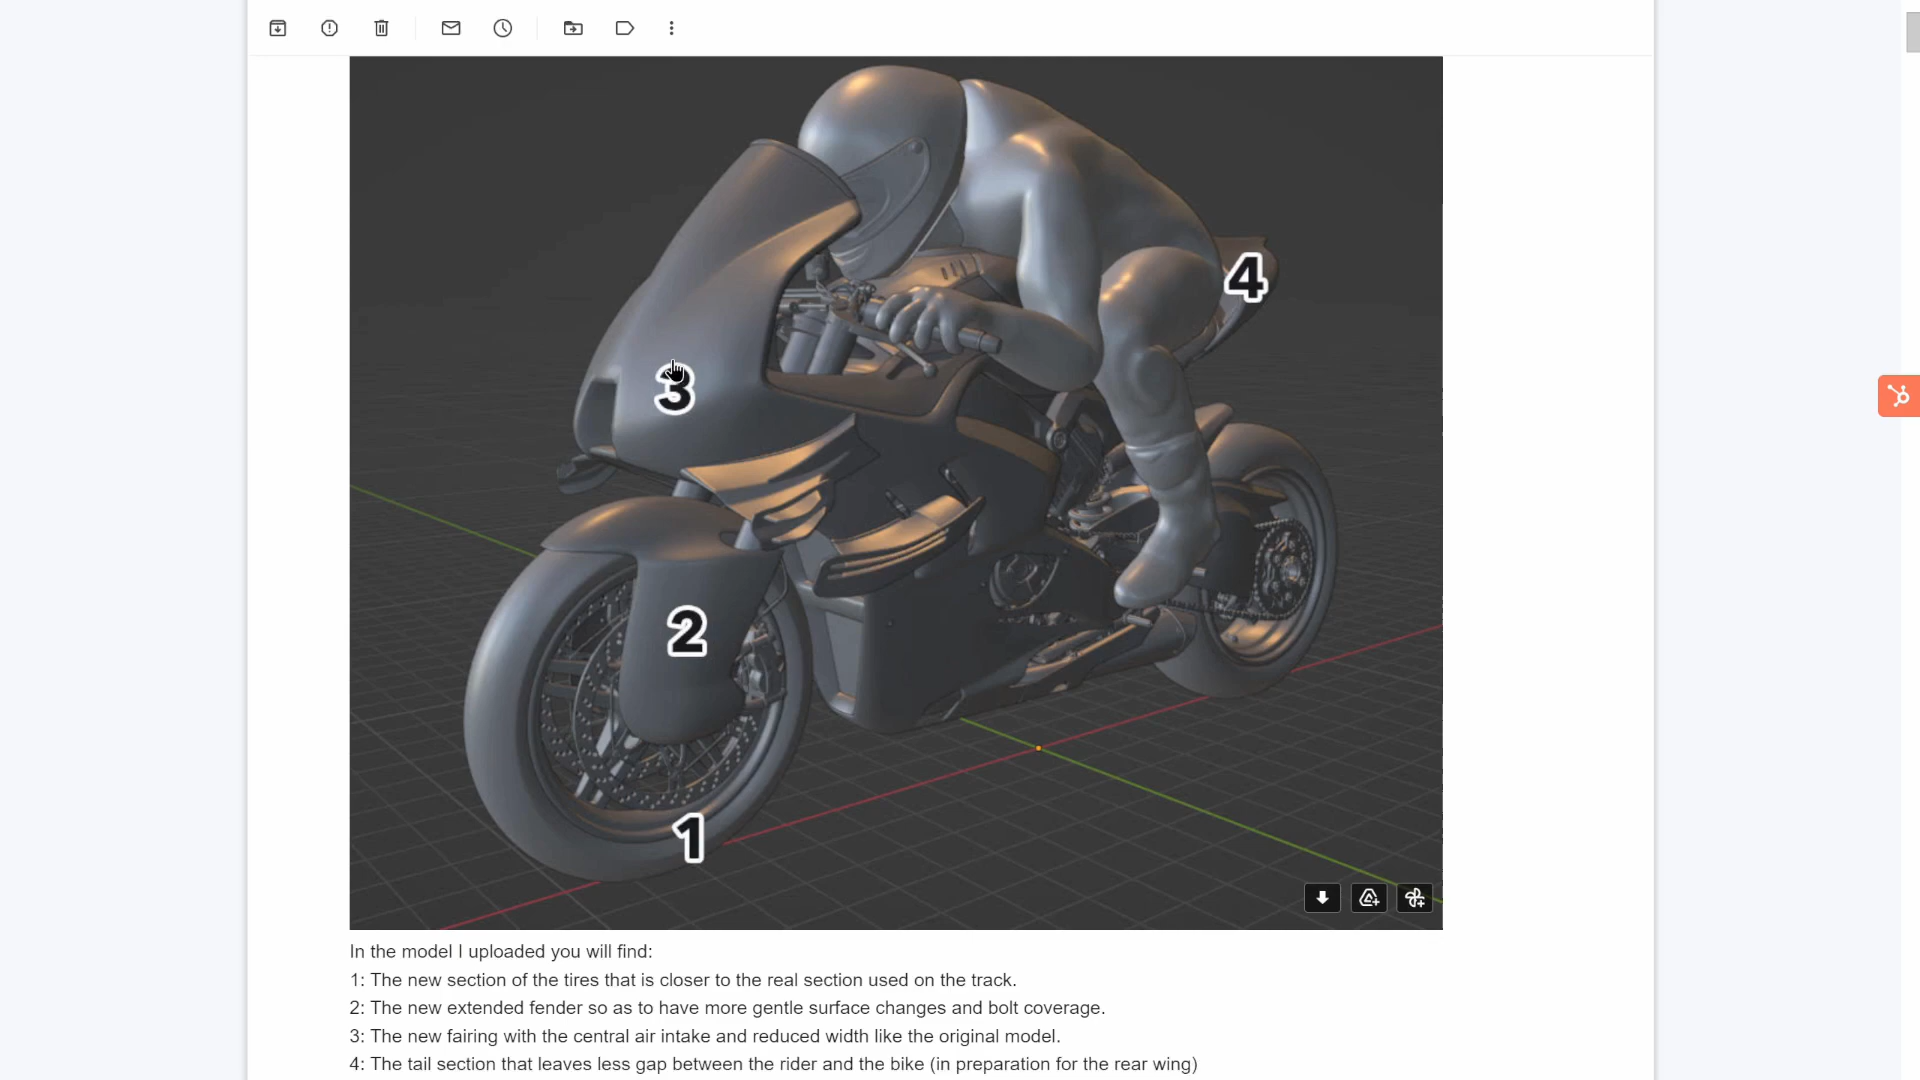 4
3
2
1
In the model I uploaded you will find:
1: The new section of the tires that is closer to the real section used on the track.
2: The new extended fender so as to have more gentle surface changes and bolt coverage.
3: The new fairing with the central air intake and reduced width like the original model.
4: The tail section that leaves less gap between the rider and the bike (in preparation for the rear wing)